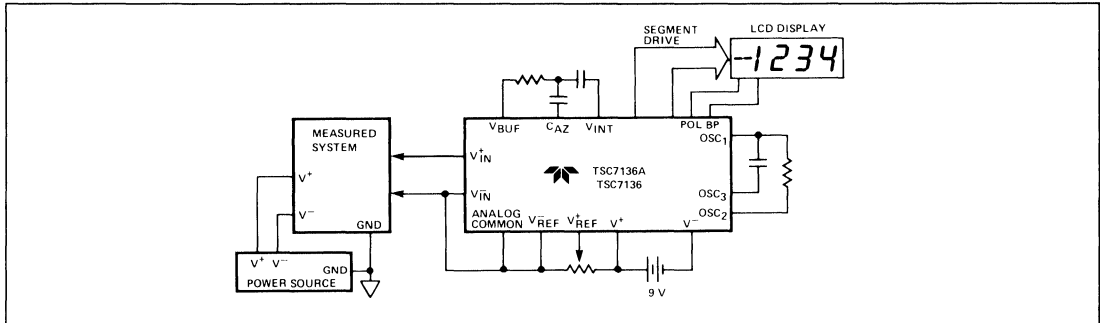 SEGMENT DRIVE
LCD DISPLAY
-1234
VBUF
CAZ
VINT
POL BP
OSC1
MEASURED SYSTEM
V+
V-
GND
V+IN
V-IN
TSC7136A
TSC7136
OSC3
OSC2
ANALOG COMMON
V-REF
V+REF
V+
V-
V+ V-
GND
POWER SOURCE
9 V